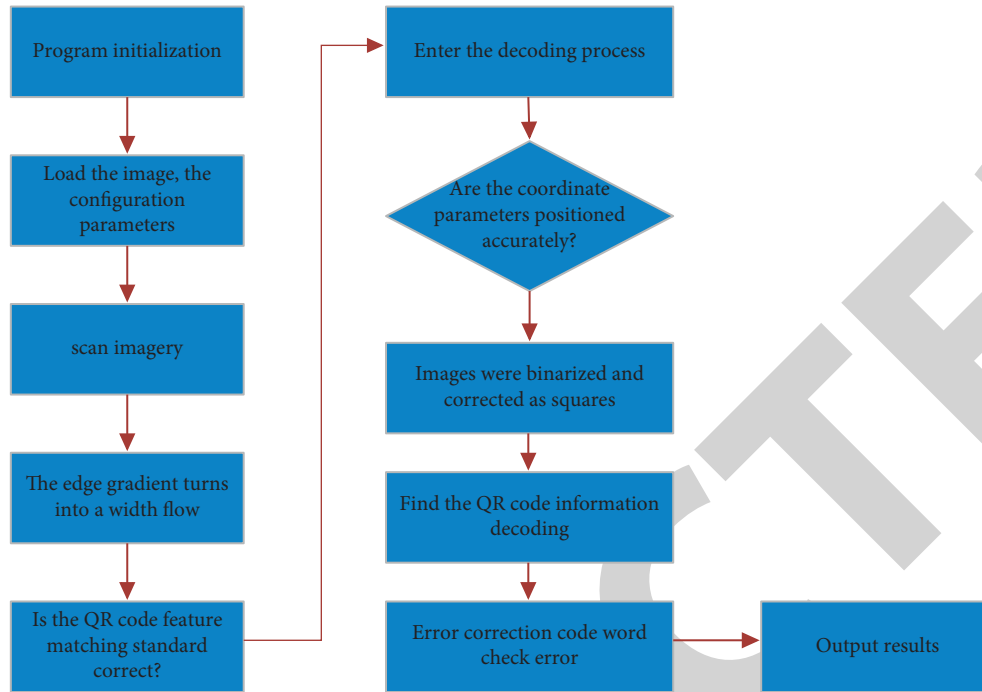 Program initialization
Load the image, the
configuration
parameters
scan imagery
The edge gradient turns
into a width flow
Is the QR code feature
matching standard
correct?
Enter the decoding process
Are the coordinate
parameters positioned
accurately?
Images were binarized and
corrected as squares
Find the QR code information
decoding
Error correction code word
check error
Output results
CTE